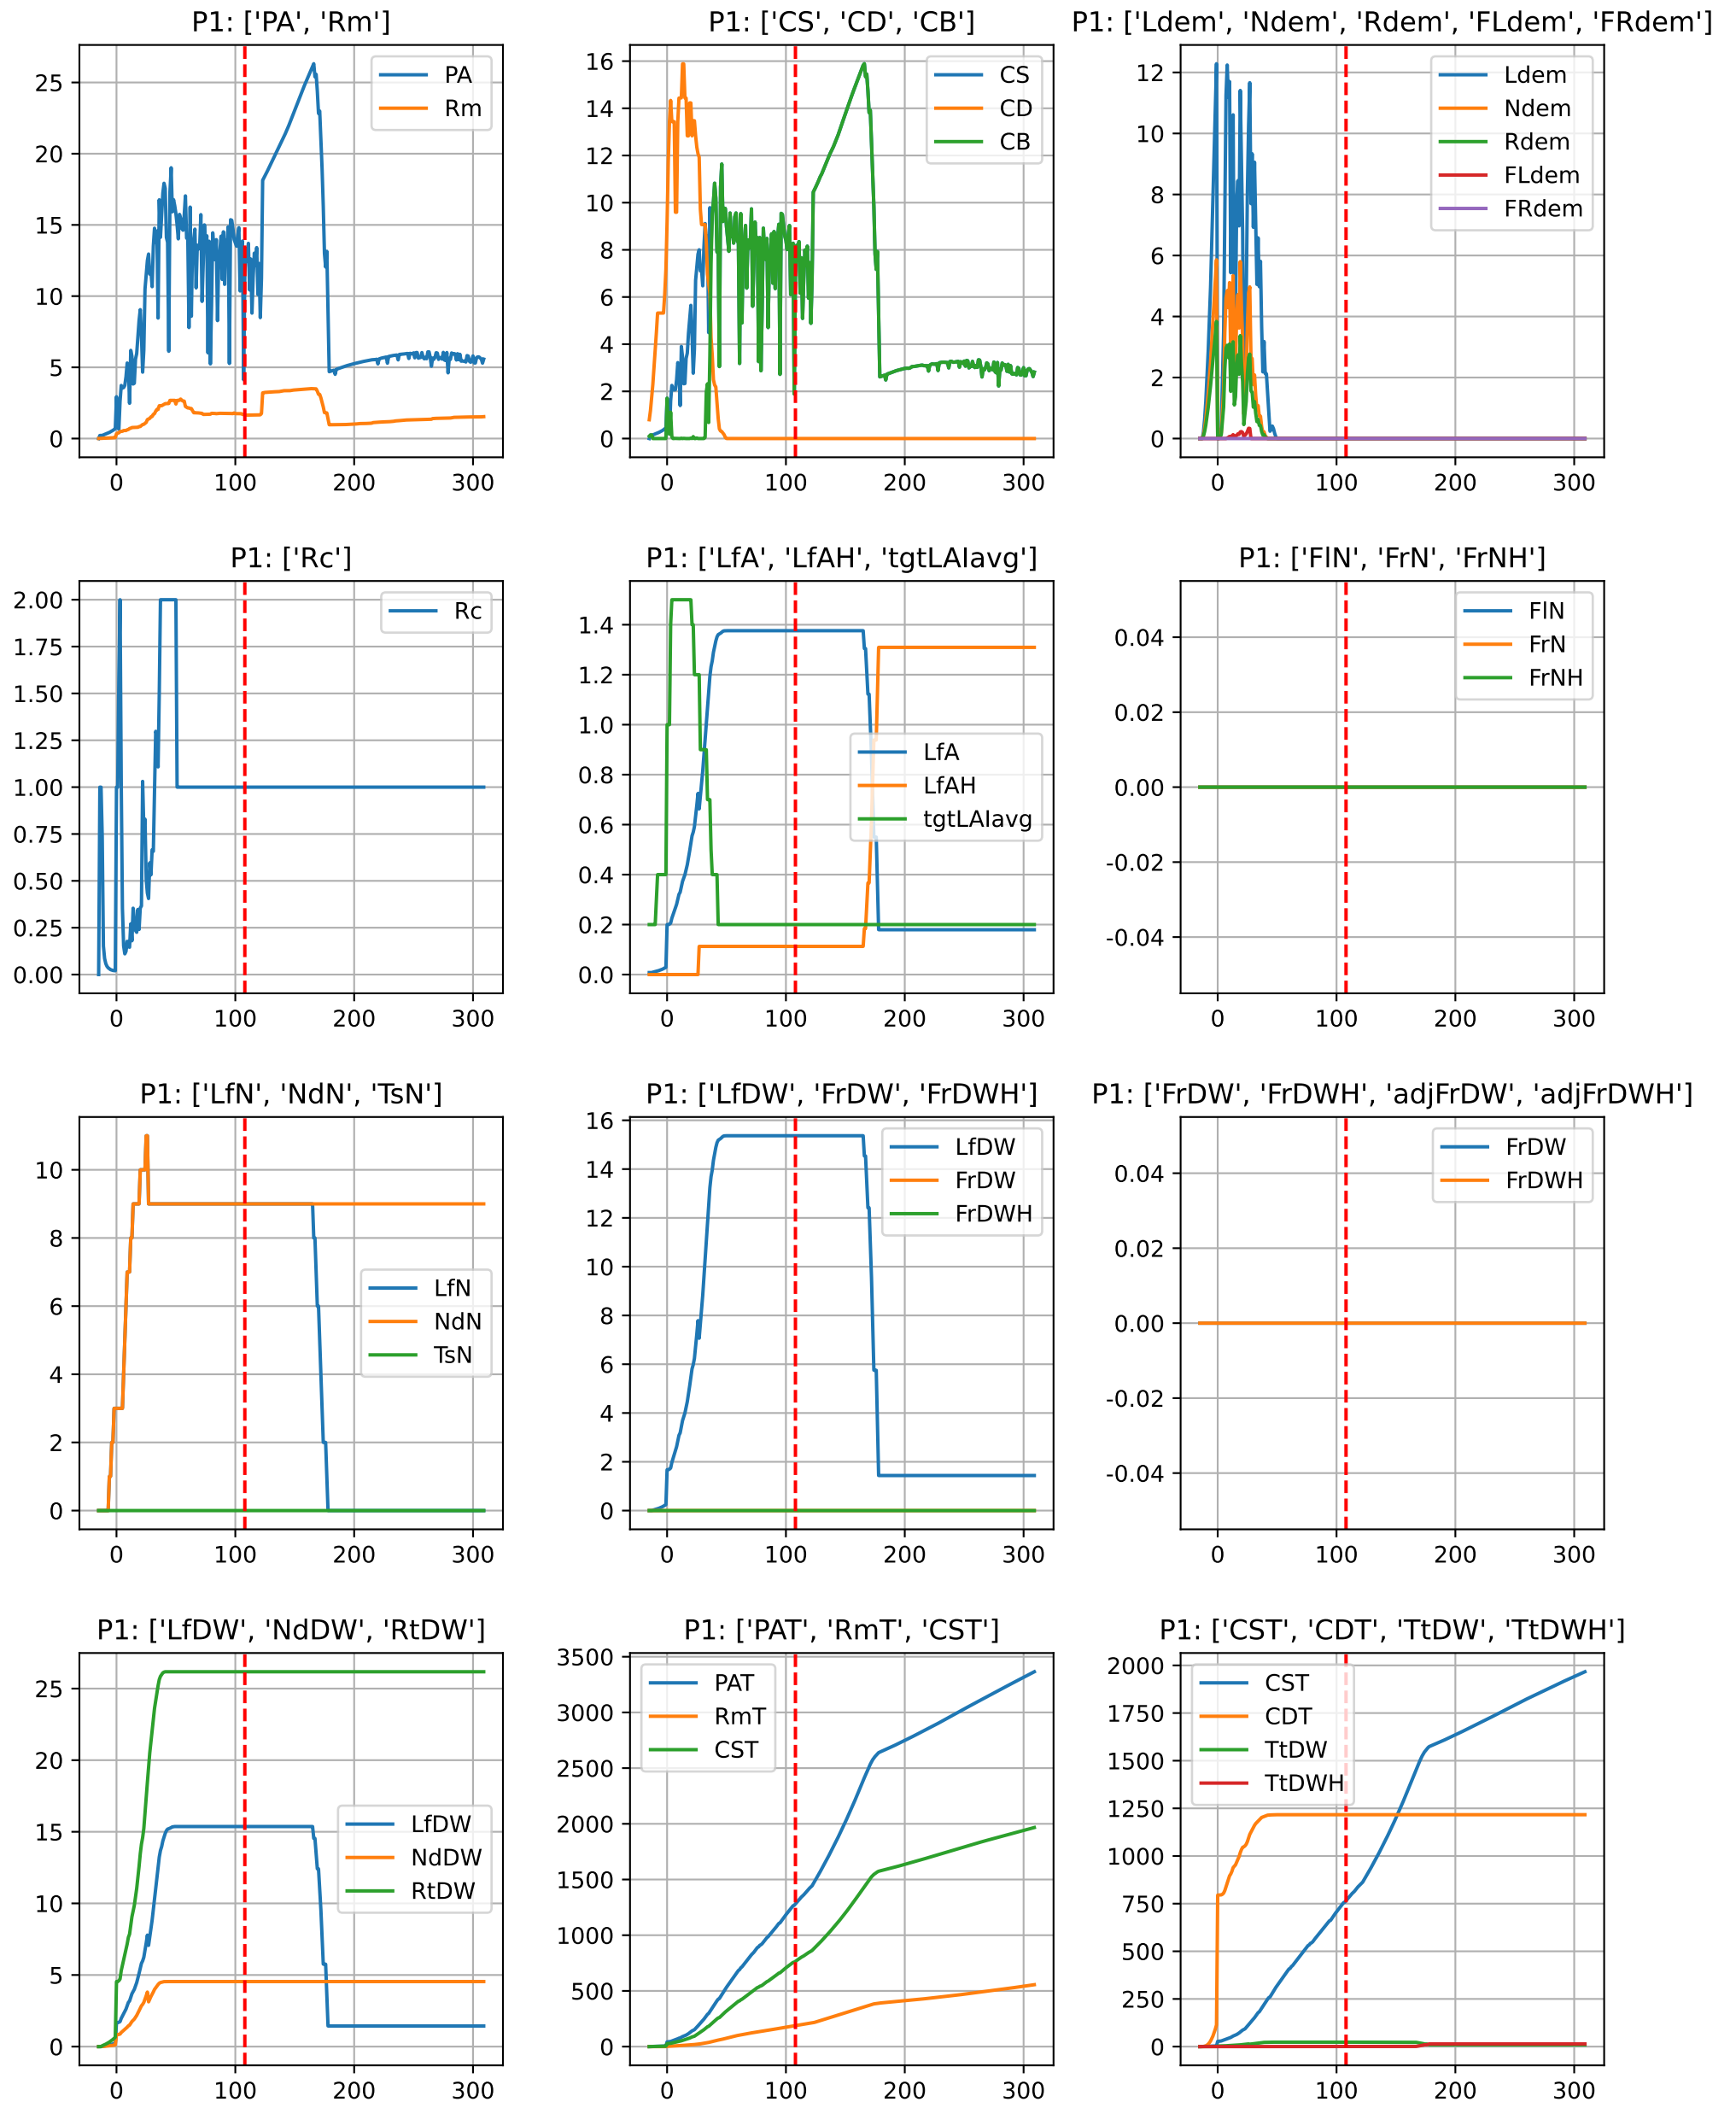 P1: ['PA', 'Rm']
25
20
15
10
5
0
0 100 200 300
PA
Rm
P1: ['CS', 'CD', 'CB']
16
14
12
10
8
6
4
2
0
0 100 200 300
CS
CD
CB
P1: ['Ldem', 'Ndem', 'Rdem', 'FLdem', 'FRdem']
12
10
8
6
4
2
0
0 100 200 300
Ldem
Ndem
Rdem
FLdem
FRdem
P1: ['Rc']
2.00
1.75
1.50
1.25
1.00
0.75
0.50
0.25
0.00
0 100 200 300
Rc
P1: ['LfA', 'LfAH', 'tgtLAIavg']
1.4
1.2
1.0
0.8
0.6
0.4
0.2
0.0
0 100 200 300
LfA
LfAH
tgtLAIavg
P1: ['FlN', 'FrN', 'FrNH']
0.04
0.02
0.00
-0.02
-0.04
0 100 200 300
FlN
FrN
FrNH
P1: ['LfN', 'NdN', 'TsN']
10
8
6
4
2
0
0 100 200 300
LfN
NdN
TsN
P1: ['LfDW', 'FrDW', 'FrDWH']
16
14
12
10
8
6
4
2
0
0 100 200 300
LfDW
FrDW
FrDWH
P1: ['FrDW', 'FrDWH', 'adjFrDW', 'adjFrDWH']
0.04
0.02
0.00
-0.02
-0.04
0 100 200 300
FrDW
FrDWH
P1: ['LfDW', 'NdDW', 'RtDW']
25
20
15
10
5
0
0 100 200 300
LfDW
NdDW
RtDW
P1: ['PAT', 'RmT', 'CST']
3500
3000
2500
2000
1500
1000
500
0
0 100 200 300
PAT
RmT
CST
P1: ['CST', 'CDT', 'TtDW', 'TtDWH']
2000
1750
1500
1250
1000
750
500
250
0
0 100 200 300
CST
CDT
TtDW
TtDWH